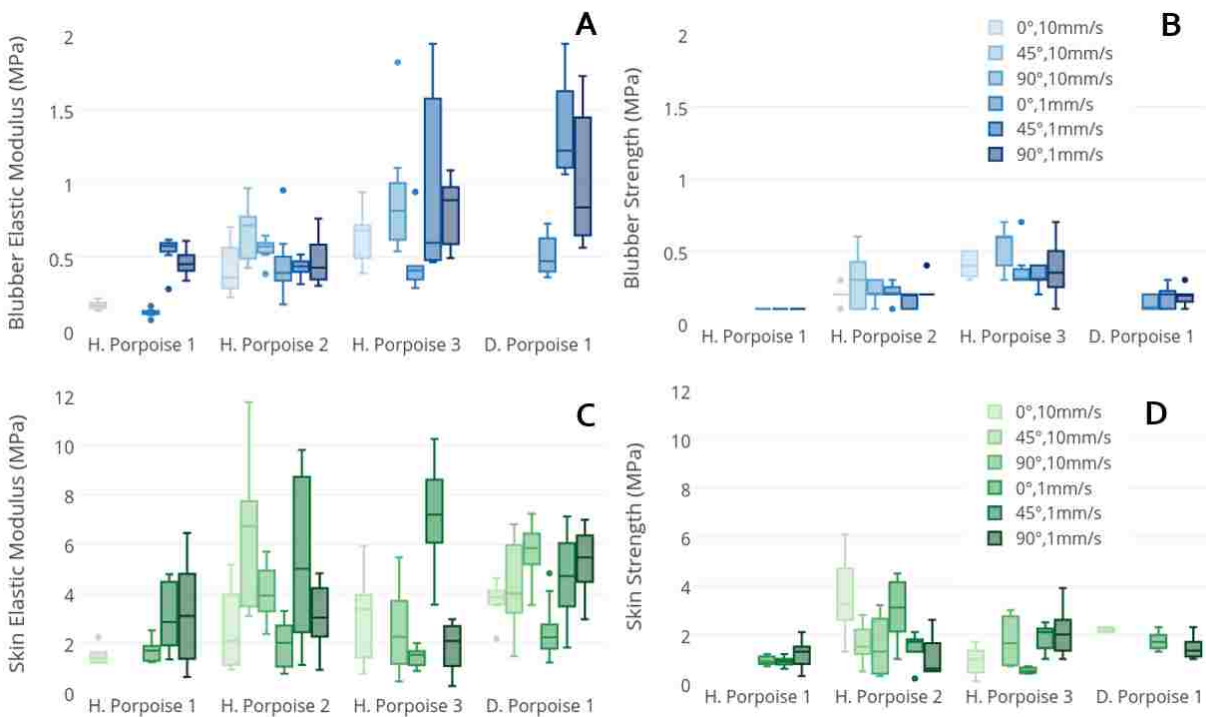 A
Blubber Elastic Modulus (MPa)
2
1.5
1
0.5
0
H. Porpoise 1 H. Porpoise 2 H. Porpoise 3 D. Porpoise 1
B
Blubber Strength (MPa)
2
1.5
1
0.5
0
0°,10mm/s
45°,10mm/s
90°,10mm/s
0°,1mm/s
45°,1mm/s
90°,1mm/s
H. Porpoise 1 H. Porpoise 2 H. Porpoise 3 D. Porpoise 1
C
Skin Elastic Modulus (MPa)
12
10
8
6
4
2
0
H. Porpoise 1 H. Porpoise 2 H. Porpoise 3 D. Porpoise 1
D
Skin Strength (MPa)
12
10
8
6
4
2
0
0°,10mm/s
45°,10mm/s
90°,10mm/s
0°,1mm/s
45°,1mm/s
90°,1mm/s
H. Porpoise 1 H. Porpoise 2 H. Porpoise 3 D. Porpoise 1